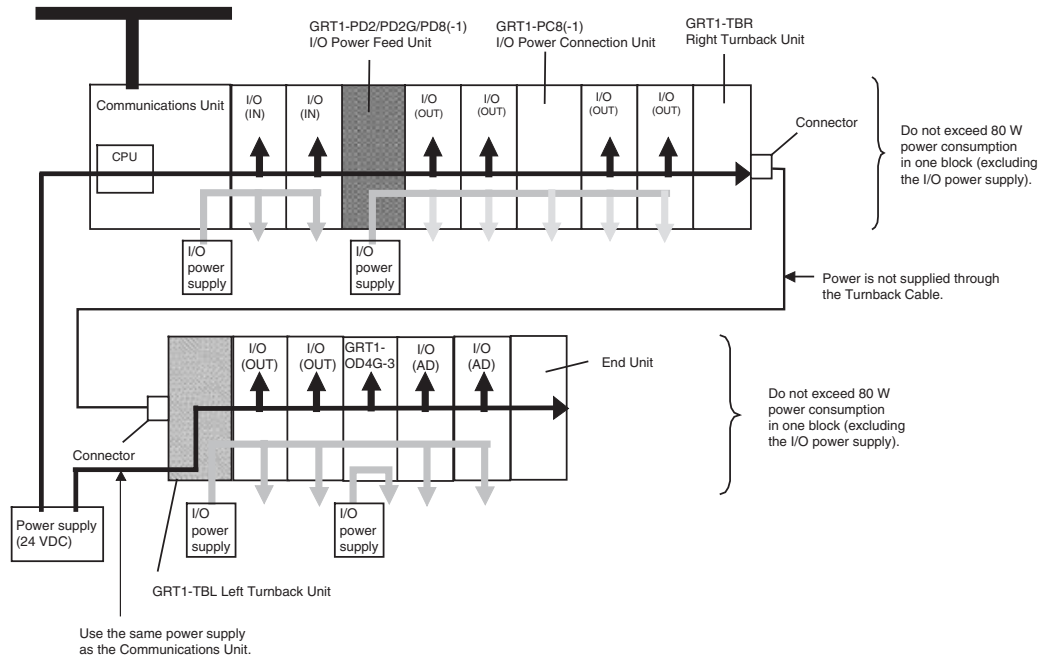 GRT1-PD2/PD2G/PD8(-1)
I/O Power Feed Unit
GRT1-PC8(-1)
I/O Power Connection Unit
GRT1-TBR
Right Turnback Unit
Communications Unit
CPU
I/O
(IN)
I/O
(IN)
I/O
(OUT)
I/O
(OUT)
I/O
(OUT)
I/O
(OUT)
Connector
Do not exceed 80 W
power consumption
in one block (excluding
the I/O power supply).
I/O
power
supply
I/O
power
supply
Power is not supplied through
the Turnback Cable.
I/O
(OUT)
I/O
(OUT)
GRT1-
OD4G-3
I/O
(AD)
I/O
(AD)
End Unit
Do not exceed 80 W
power consumption
in one block (excluding
the I/O power supply).
Connector
Power supply
(24 VDC)
I/O
power
supply
I/O
power
supply
GRT1-TBL Left Turnback Unit
Use the same power supply
as the Communications Unit.